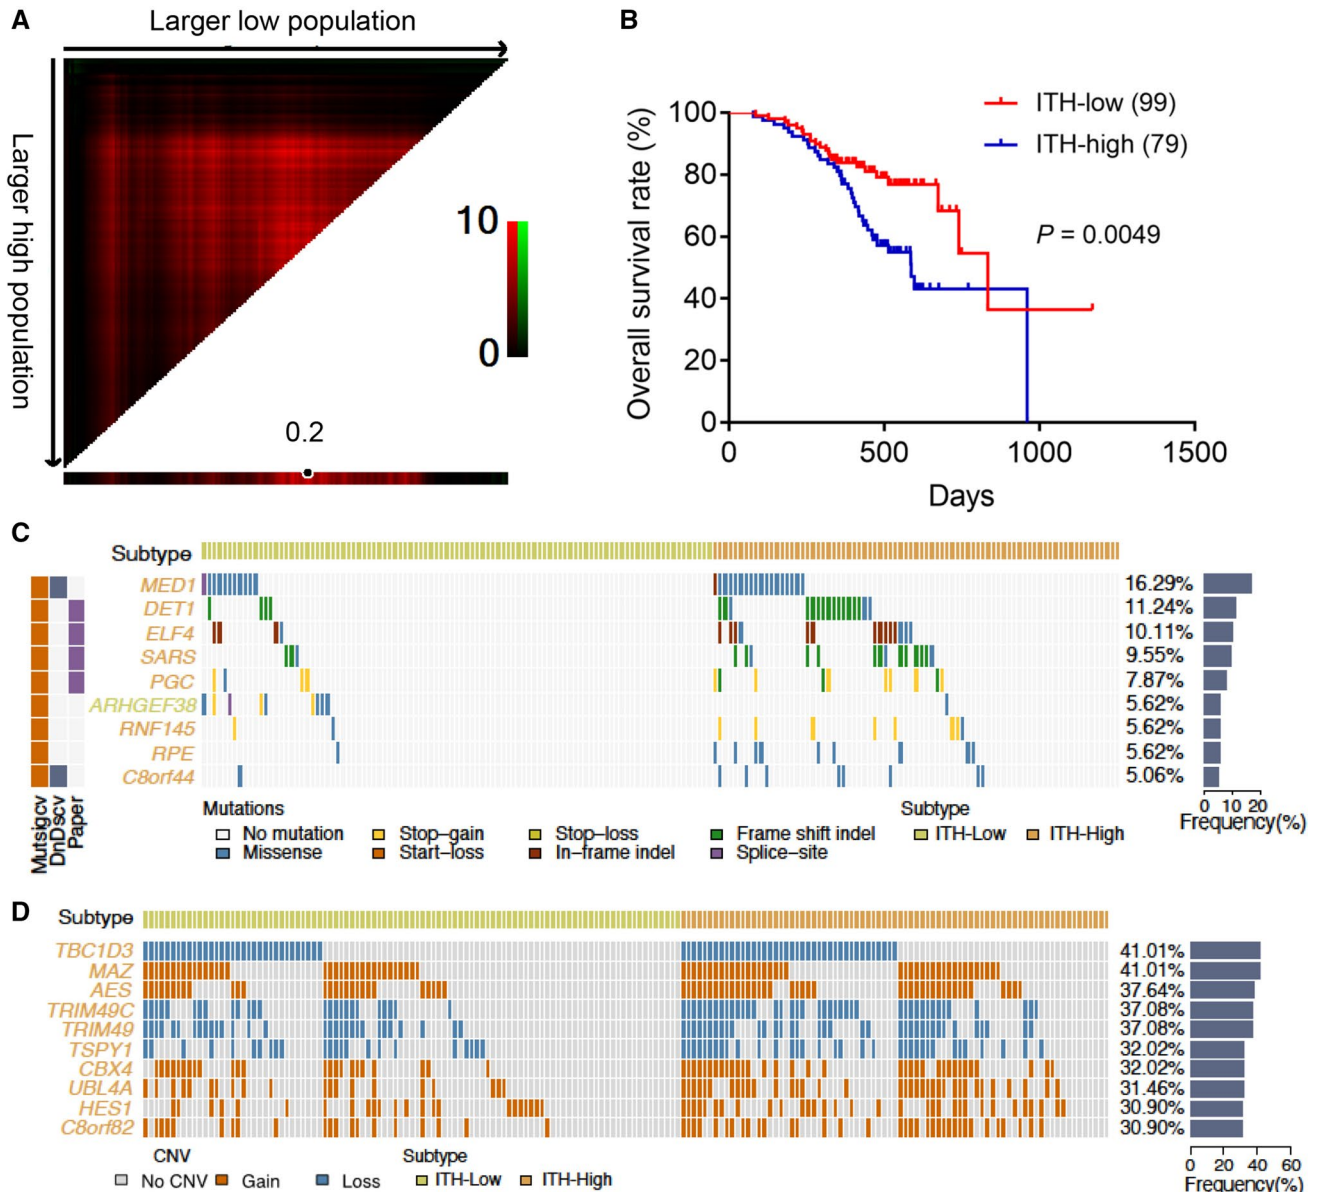 A
Larger low population
Larger high population
10
0
0.2
B
Overall survival rate (%)
100
80
60
40
20
0
ITH-low (99)
ITH-high (79)
P = 0.0049
0 500 1000 1500
Days
C
Subtype
MED1 16.29%
DET1 11.24%
ELF4 10.11%
SARS 9.55%
PGC 7.87%
ARHGEF38 5.62%
RNF145 5.62%
RPE 5.62%
C8orf44 5.06%
Mutsigcv
DnDscv
Paper
0 10 20
Frequency(%)
Mutations
No mutation Stop-gain Stop-loss Frame shift indel
Missense Start-loss In-frame indel Splice-site
Subtype
ITH-Low ITH-High
D
Subtype
TBC1D3 41.01%
MAZ 41.01%
AES 37.64%
TRIM49C 37.08%
TRIM49 37.08%
TSPY1 32.02%
CBX4 32.02%
UBL4A 31.46%
HES1 30.90%
C8orf82 30.90%
0 20 40 60
Frequency(%)
CNV
No CNV Gain Loss
Subtype
ITH-Low ITH-High